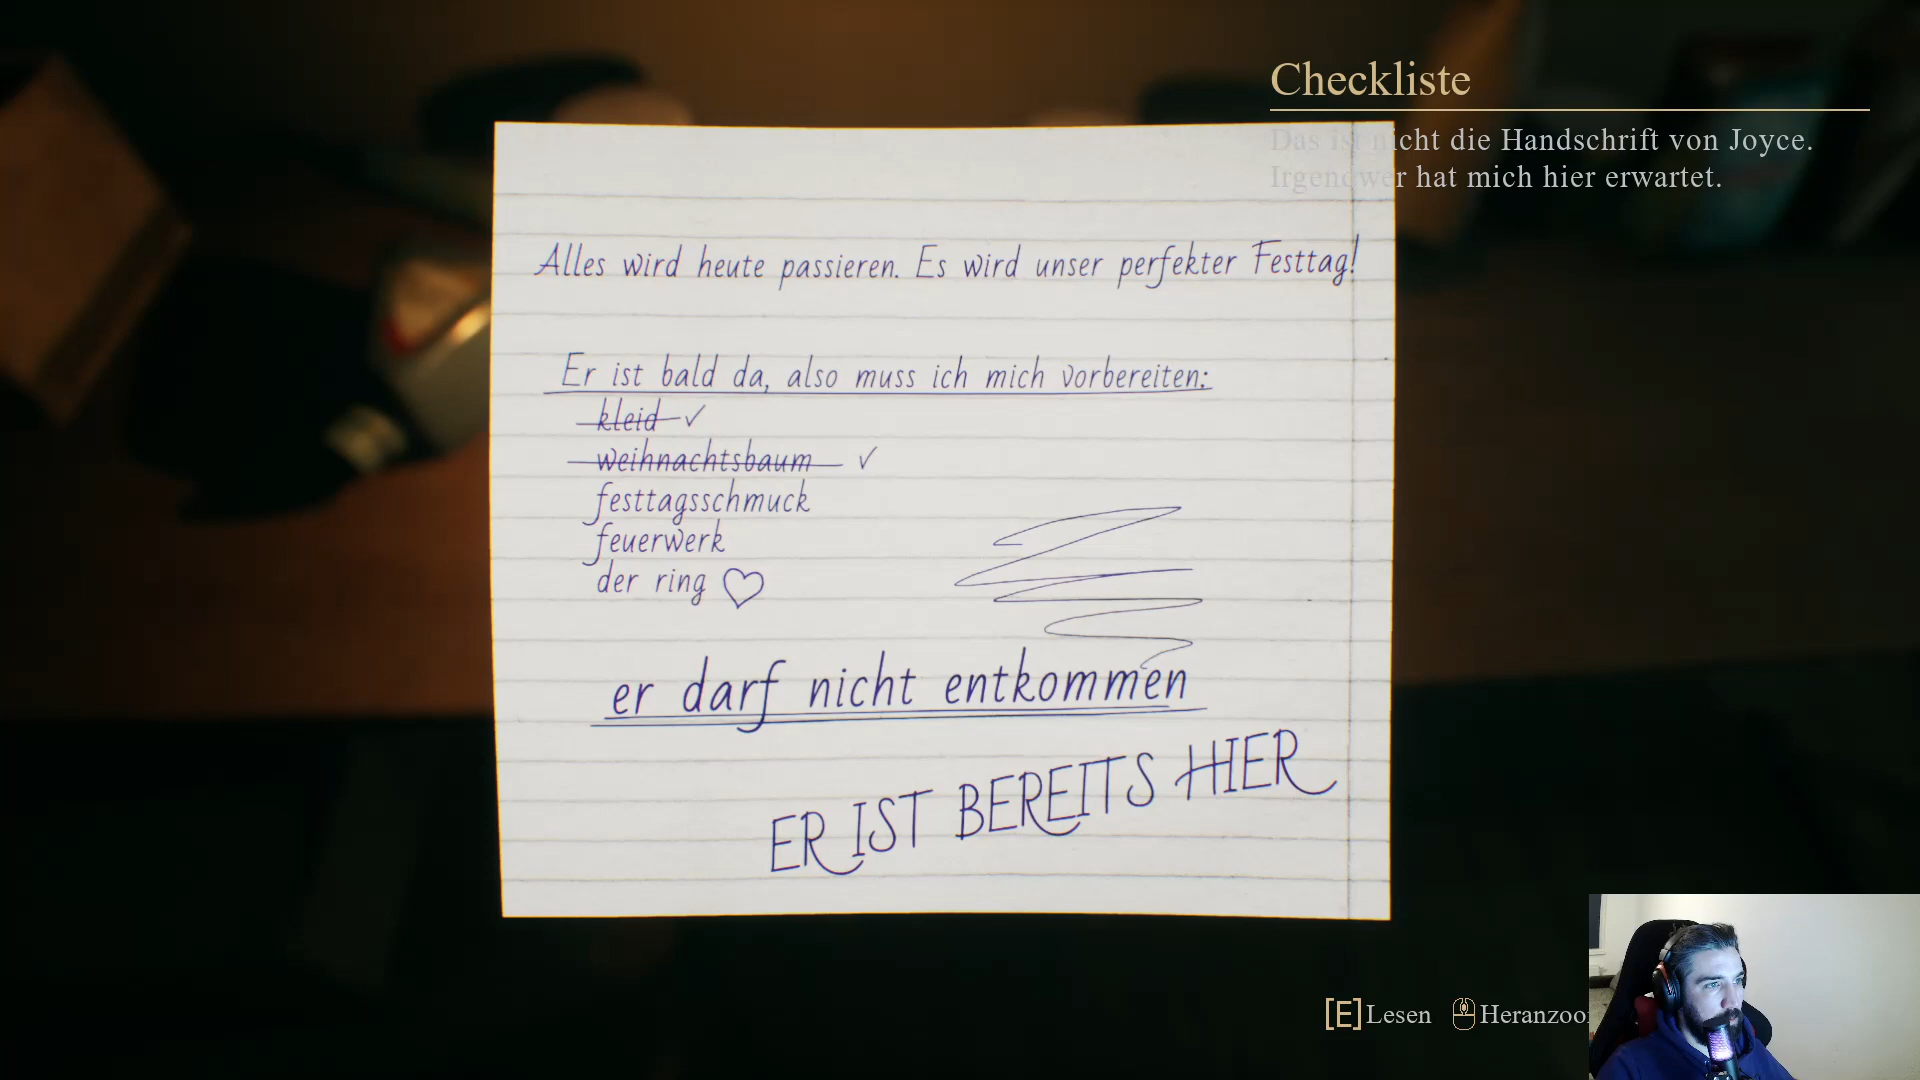 Checkliste
Das ist nicht die Handschrift von Joyce.
Irgendwer hat mich hier erwartet.
Alles wird heute passieren. Es wird unser perfekter Festtag!
Er ist bald da, also muss ich mich vorbereiten:
kleid ✓
weihnachtsbaum ✓
festtagsschmuck
feuerwerk
der ring ♡
er darf nicht entkommen
ER IST BEREITS HIER
[E] Lesen Heranzoo